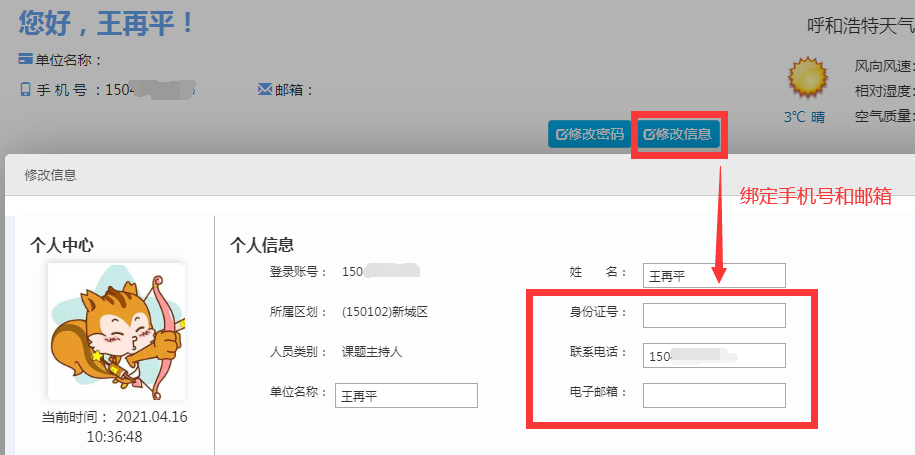 您好，王再平！
呼和浩特天气
单位名称：
风向风速:
手 机 号 ：150
邮箱：
相对湿度:
3℃ 晴
空气质量:
修改密码
修改信息
修改信息
绑定手机号和邮箱
个人中心
个人信息
登录账号： 150
姓 名： 王再平
所属区划： (150102)新城区
身份证号：
人员类别： 课题主持人
联系电话： 150
单位名称： 王再平
电子邮箱：
当前时间： 2021.04.16
10:36:48